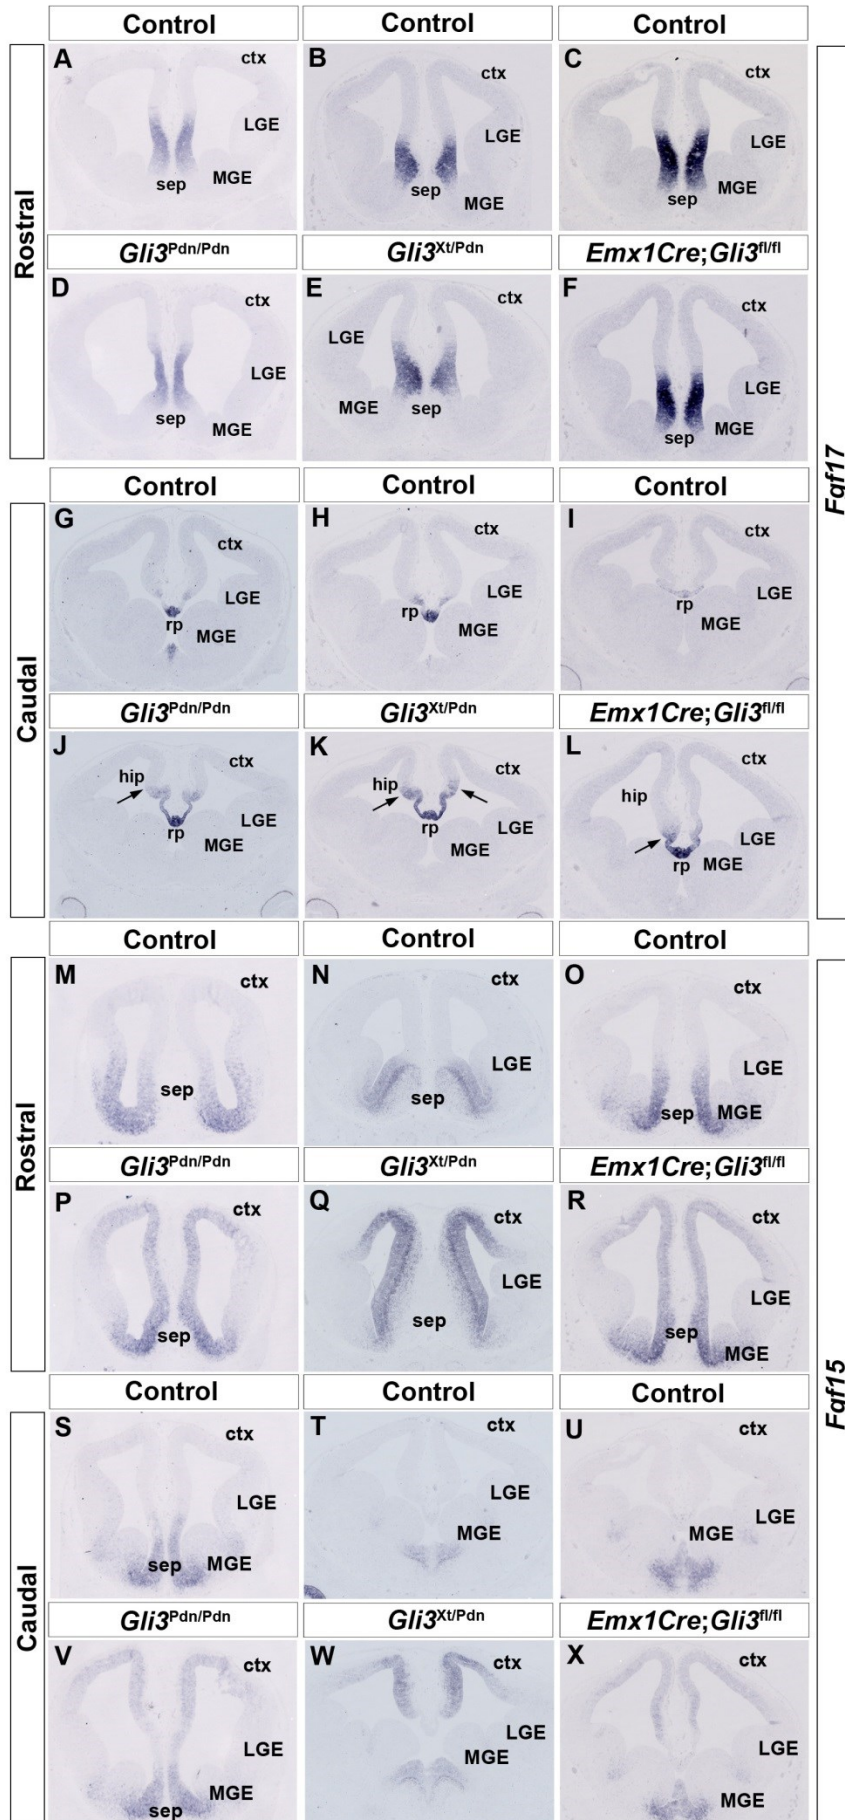 Control Control Control
A ctx LGE MGE sep
B ctx LGE MGE sep
C ctx LGE MGE sep
Rostral
Gli3Pdn/Pdn Gli3Xt/Pdn Emx1Cre;Gli3fl/fl
D ctx LGE MGE sep
E ctx LGE MGE sep
F ctx LGE MGE sep
Fgf17
Control Control Control
G ctx LGE MGE rp
H ctx LGE MGE rp
I ctx LGE MGE rp
Caudal
Gli3Pdn/Pdn Gli3Xt/Pdn Emx1Cre;Gli3fl/fl
J hip ctx LGE MGE rp
K hip ctx LGE MGE rp
L hip ctx LGE MGE rp
Control Control Control
M ctx sep
N ctx LGE sep
O ctx LGE MGE sep
Rostral
Gli3Pdn/Pdn Gli3Xt/Pdn Emx1Cre;Gli3fl/fl
P ctx sep
Q ctx LGE sep
R ctx LGE MGE sep
Fgf15
Control Control Control
S ctx LGE MGE sep
T ctx LGE MGE
U ctx LGE MGE
Caudal
Gli3Pdn/Pdn Gli3Xt/Pdn Emx1Cre;Gli3fl/fl
V ctx LGE MGE sep
W ctx LGE MGE
X ctx LGE MGE